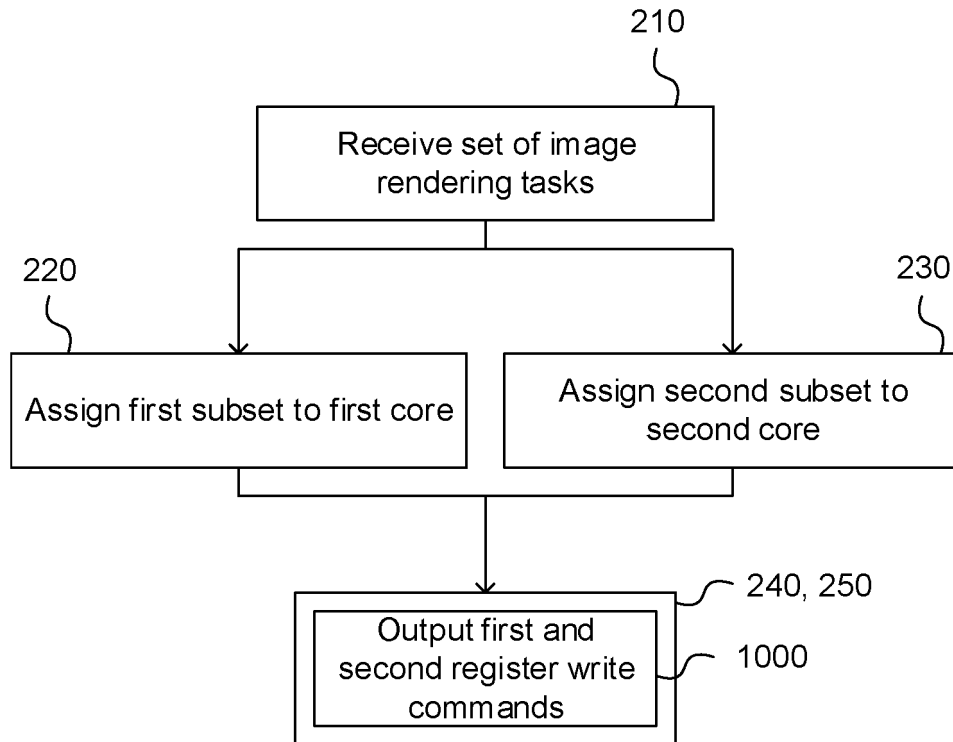 210
Receive set of image
rendering tasks
220
230
Assign first subset to first core
Assign second subset to
second core
240, 250
Output first and
second register write
commands
1000